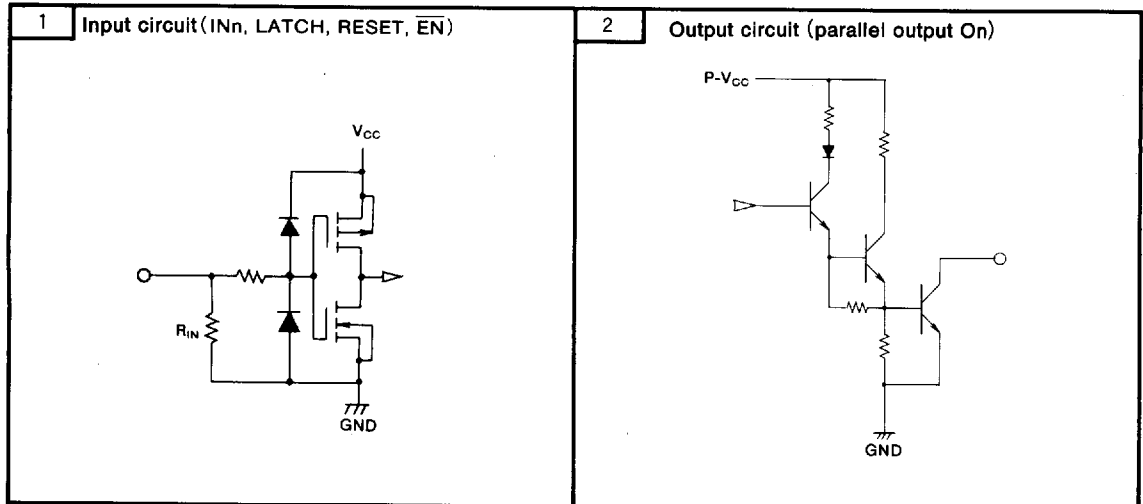 1
Input circuit (INn, LATCH, RESET, EN̅)
VCC
RIN
GND
2
Output circuit (parallel output On)
P-VCC
GND